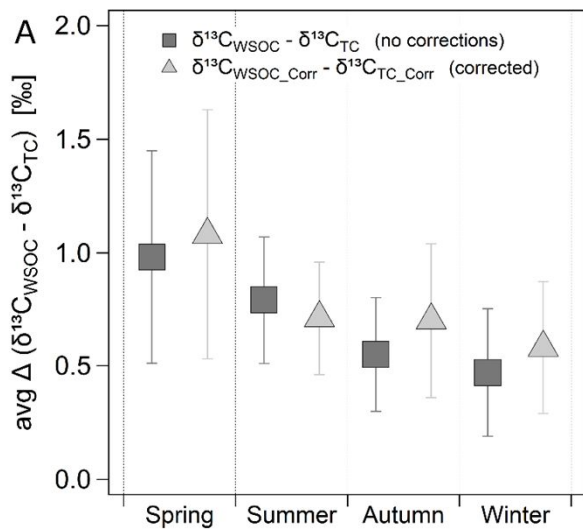 A
δ¹³C_WSOC - δ¹³C_TC (no corrections)
δ¹³C_WSOC_Corr - δ¹³C_TC_Corr (corrected)
avg Δ (δ¹³C_WSOC - δ¹³C_TC) [‰]
2.0
1.5
1.0
0.5
0.0
Spring Summer Autumn Winter